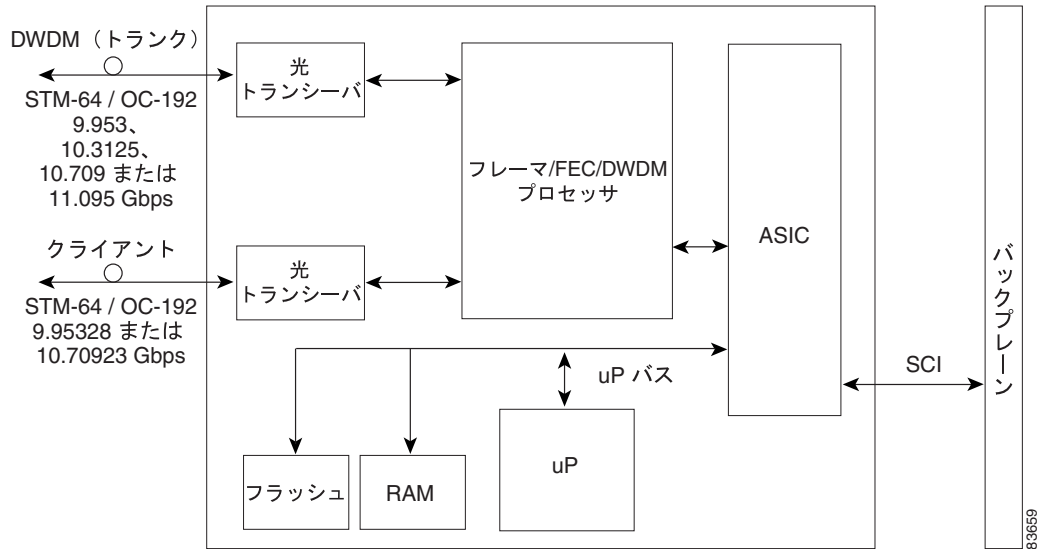 DWDM（トランク）
STM-64 / OC-192
9.953、
10.3125、
10.709 または
11.095 Gbps
光
トランシーバ
フレーマ/FEC/DWDM
プロセッサ
ASIC
クライアント
STM-64 / OC-192
9.95328 または
10.70923 Gbps
光
トランシーバ
uP バス
SCI
バックプレーン
フラッシュ
RAM
uP
83659